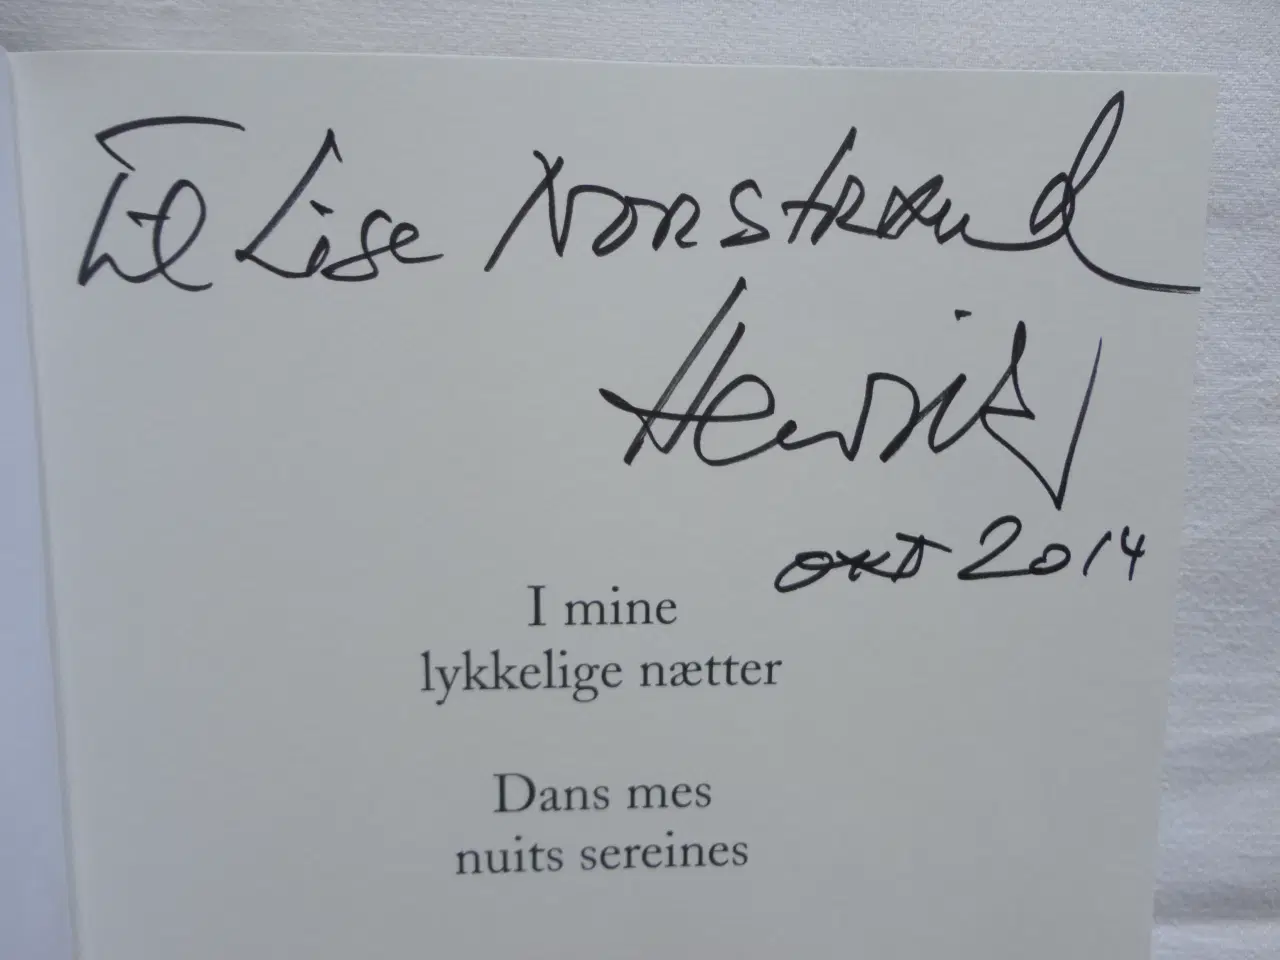 Til Lise Norstrand
Henrik
okt 2014
I mine
lykkelige nætter
Dans mes
nuits sereines